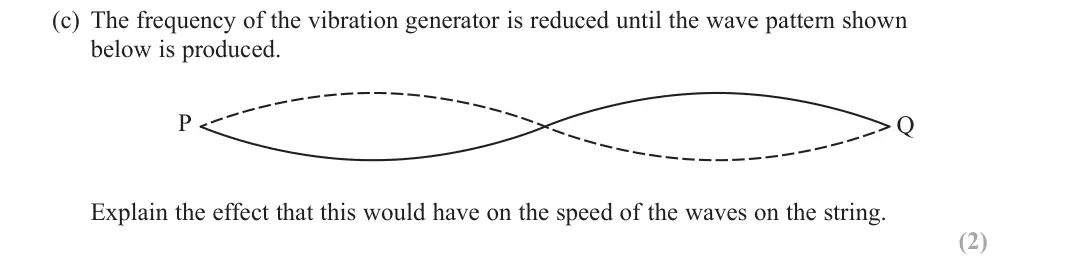 (c) The frequency of the vibration generator is reduced until the wave pattern shown
below is produced.
P
Q
Explain the effect that this would have on the speed of the waves on the string.
(2)